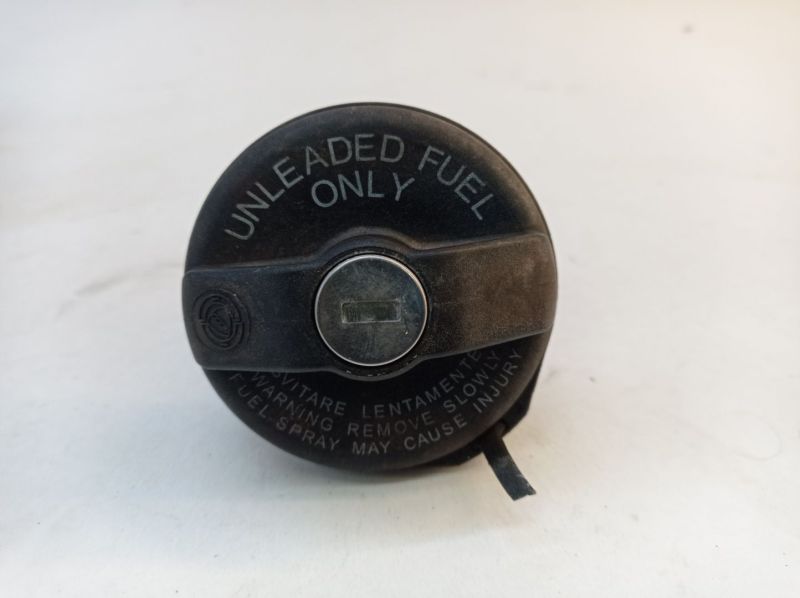 UNLEADED FUEL
ONLY
SVITARE LENTAMENTE
WARNING REMOVE SLOWLY
FUEL SPRAY MAY CAUSE INJURY